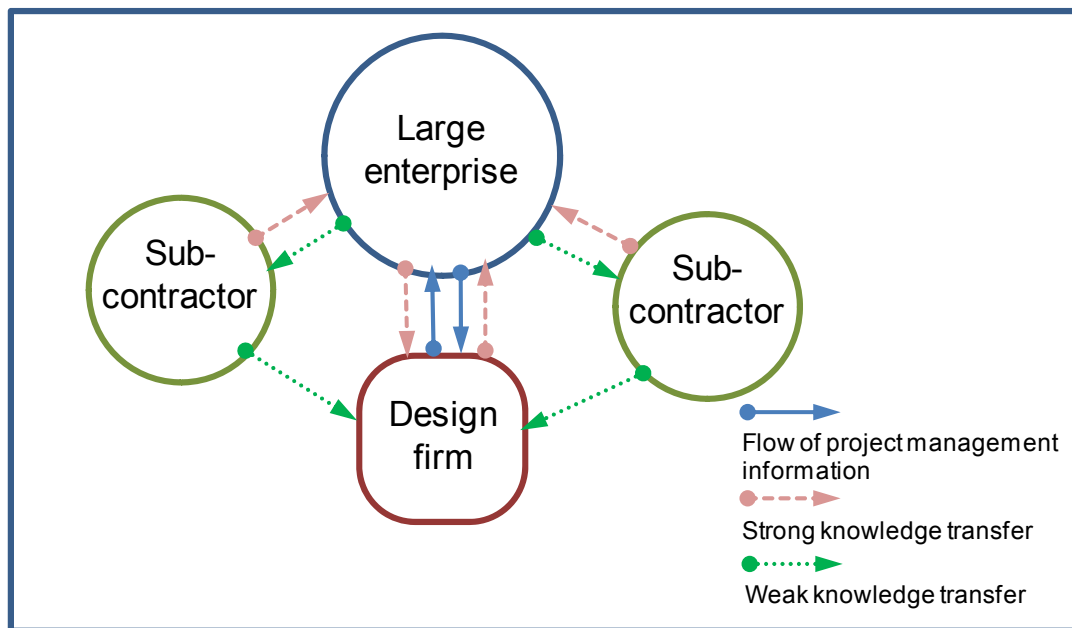 Large
enterprise
Sub-
contractor
Sub-
contractor
Design
firm
Flow of project management
information
Strong knowledge transfer
Weak knowledge transfer